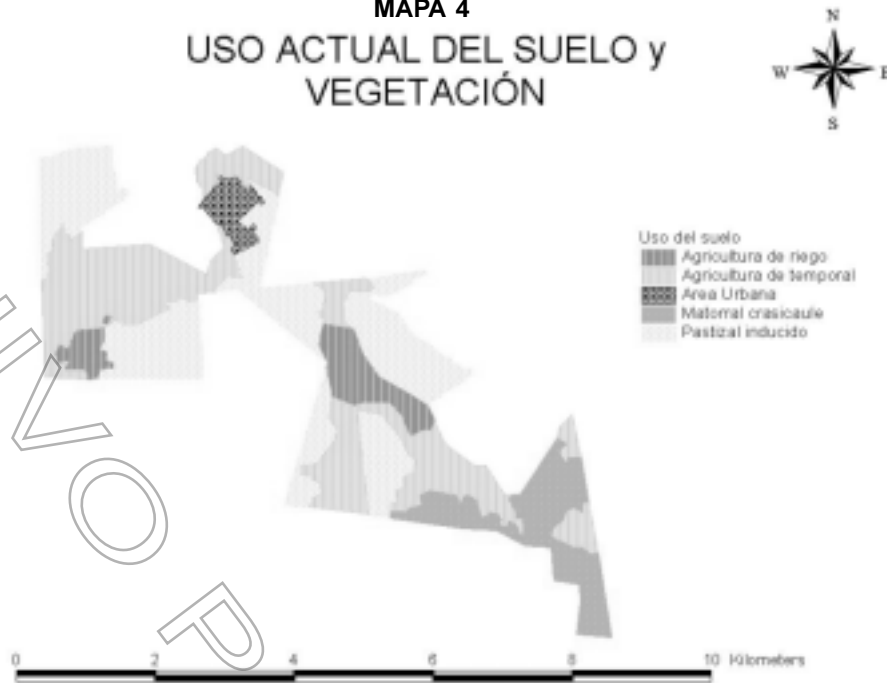 MAPA 4
USO ACTUAL DEL SUELO y
VEGETACIÓN
N
W E
S
Uso del suelo
Agricultura de riego
Agricultura de temporal
Area Urbana
Matorral crasicaule
Pastizal inducido
VO P
0 2 4 6 8 10 Kilometers